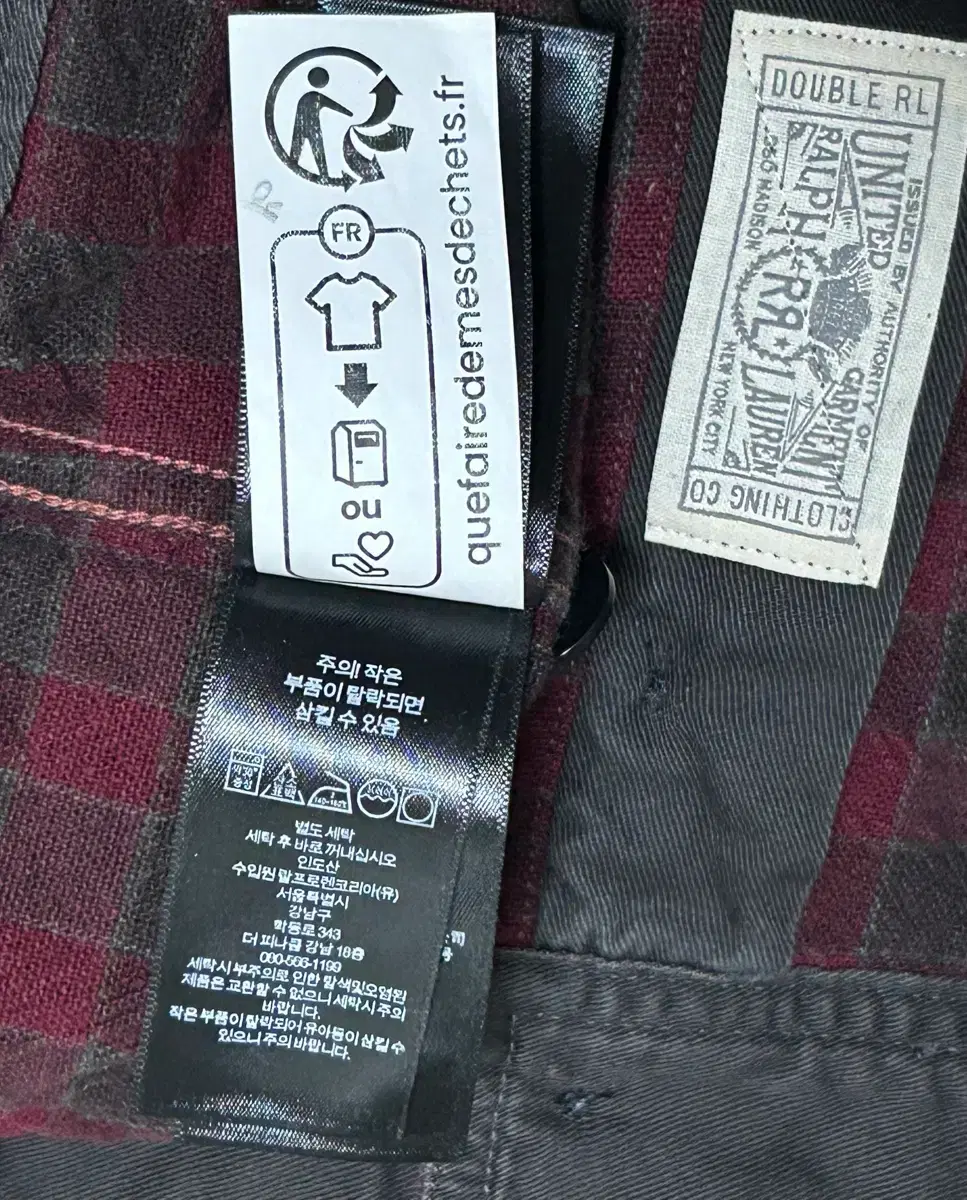 FR
ou
quefairedemesdechets.fr
DOUBLE RL
ISSUED BY AUTHORITY OF
UNITED GARMENT
RALPH RRL LAUREN
MADISON
NEW YORK CITY
CLOTHING CO
주의! 작은
부품이 탈락되면
삼킬 수 있음
별도 세탁
세탁 후 바로 꺼내십시오
인도산
수입원 랄프로렌코리아(유)
서울특별시
강남구
학동로 343
더 피나클 강남 18층
080-566-1199
세탁시 부주의로 인한 탈색및오염된
제품은 교환할 수 없으니 세탁시 주의
바랍니다.
작은 부품이 탈락되어 유아등이 삼킬 수
있으니 주의 바랍니다.